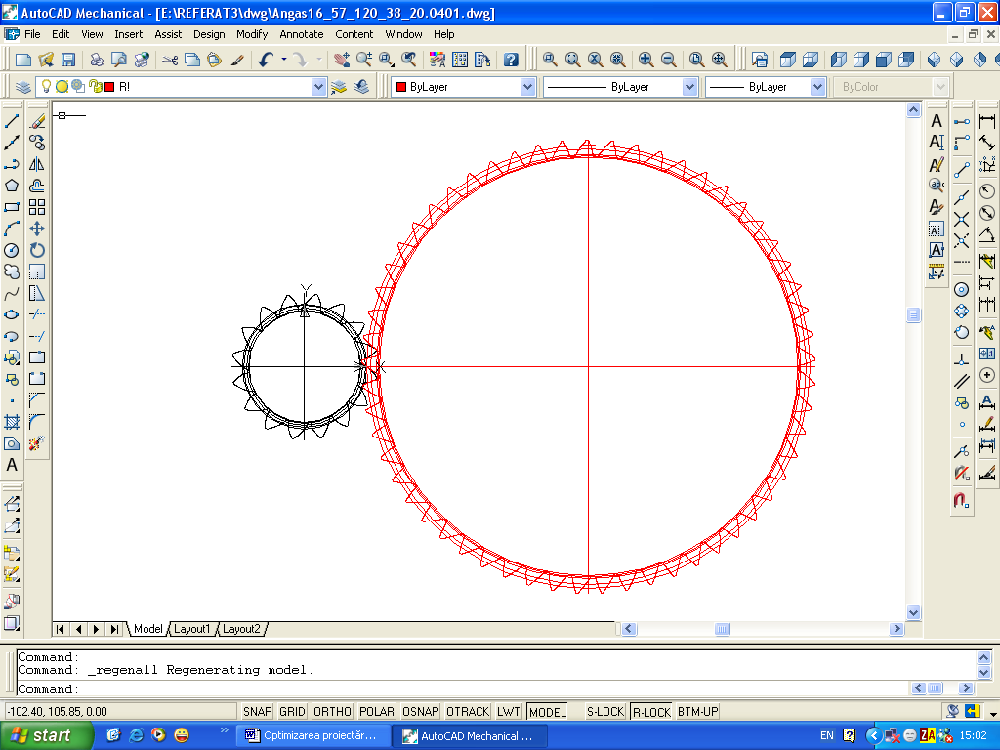 AutoCAD Mechanical - [E:\REFERAT3\dwg\Angas16_57_120_38_20.0401.dwg]
File Edit View Insert Assist Design Modify Annotate Content Window Help
R! ByLayer ByLayer ByLayer ByColor
Y
X
Model Layout1 Layout2
Command:
Command: _regenall Regenerating model.
Command:
-102.40, 105.85, 0.00 SNAP GRID ORTHO POLAR OSNAP OTRACK LWT MODEL S-LOCK R-LOCK BTM-UP
start Optimizarea proiectăr... AutoCAD Mechanical ... EN ZA 15:02